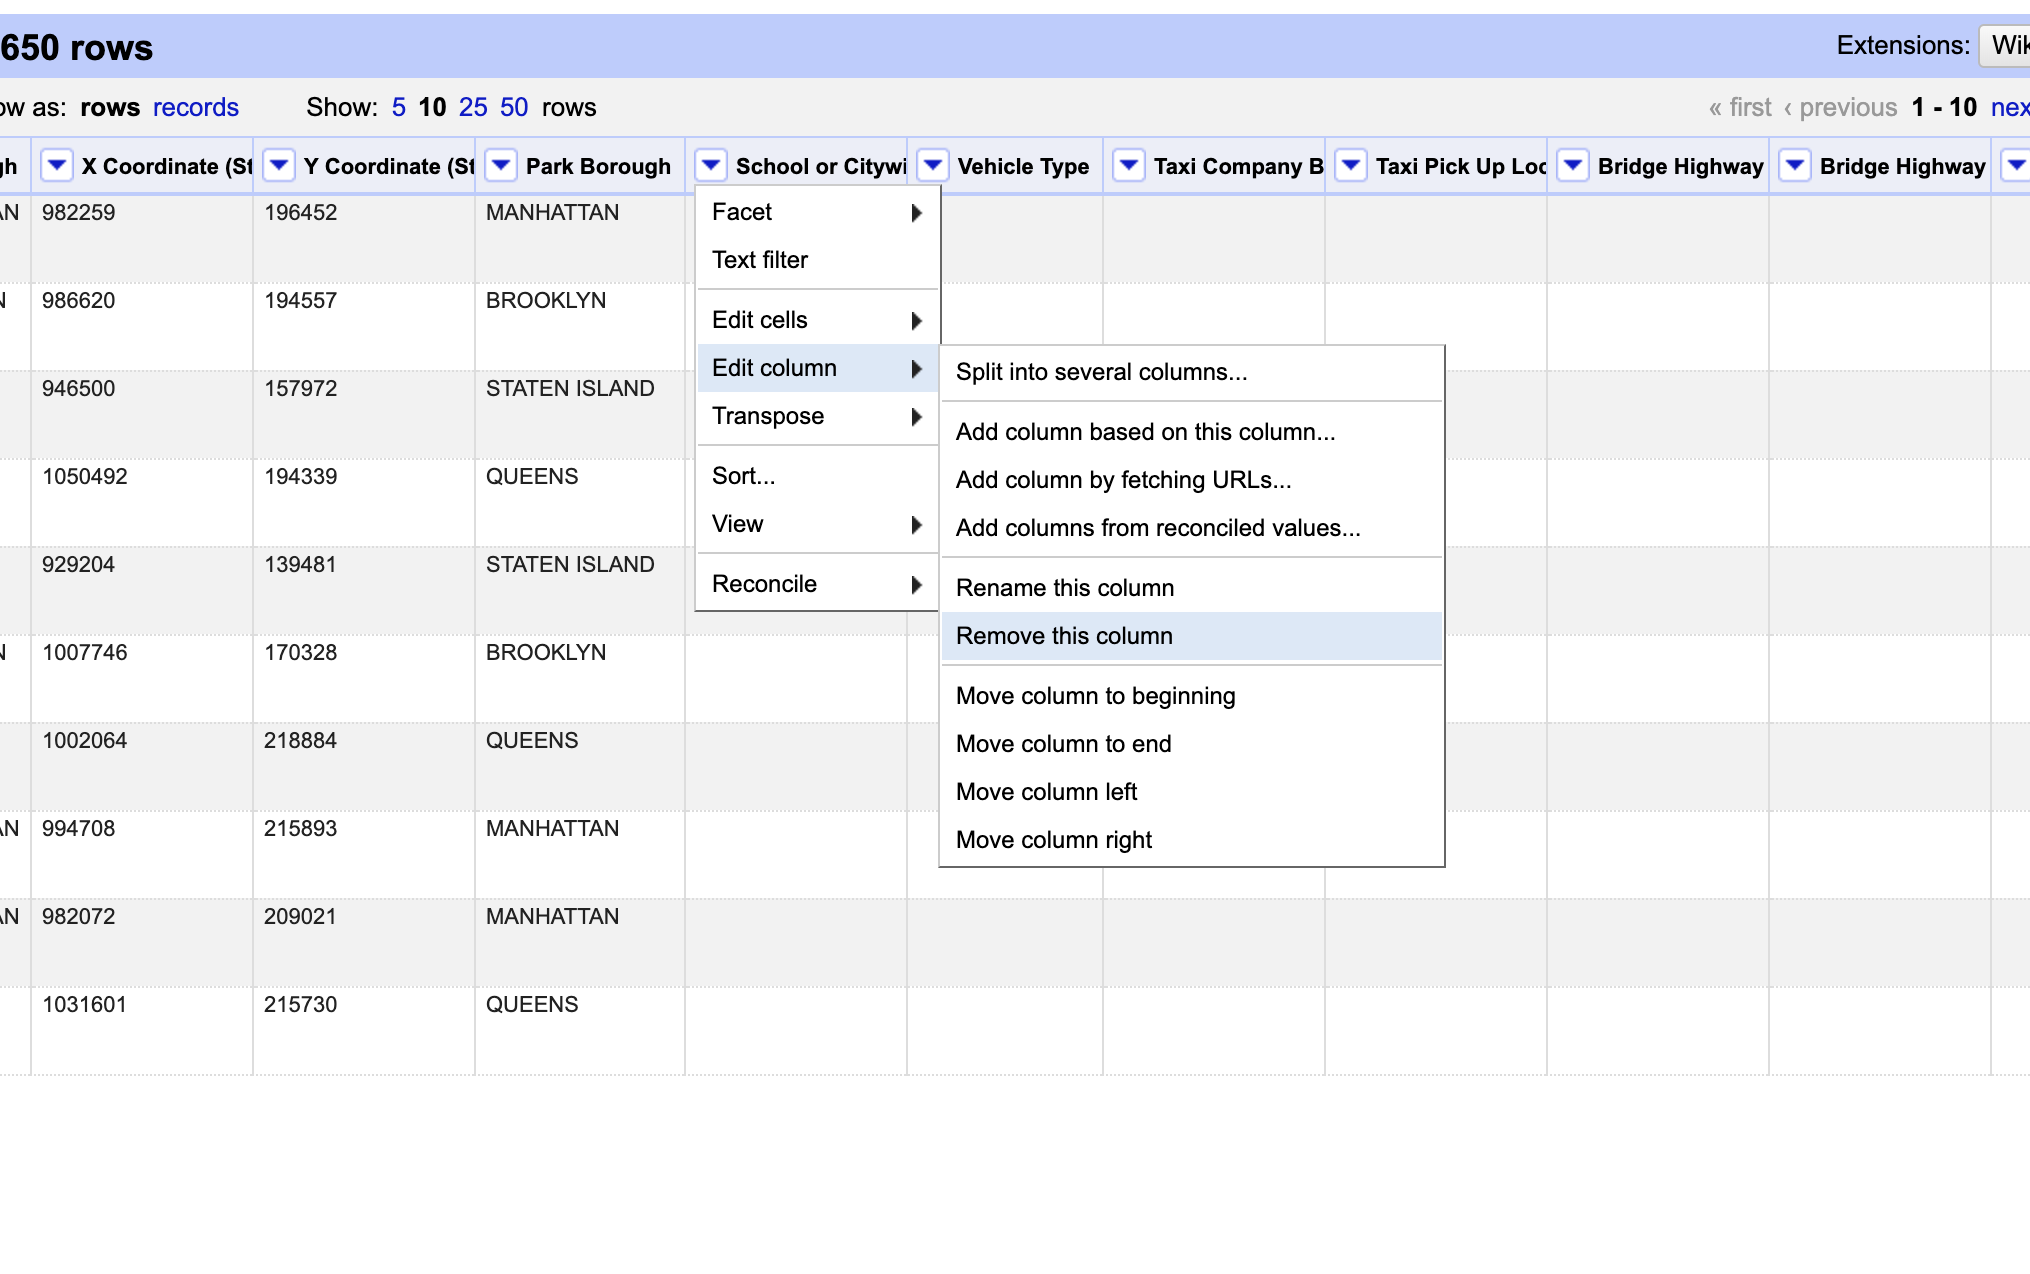 650 rows
Extensions: Wik
ow as: rows records Show: 5 10 25 50 rows « first ‹ previous 1 - 10 nex
gh X Coordinate (St Y Coordinate (St Park Borough School or Citywi Vehicle Type Taxi Company B Taxi Pick Up Loc Bridge Highway Bridge Highway
AN 982259 196452 MANHATTAN
N 986620 194557 BROOKLYN
946500 157972 STATEN ISLAND
1050492 194339 QUEENS
929204 139481 STATEN ISLAND
N 1007746 170328 BROOKLYN
1002064 218884 QUEENS
AN 994708 215893 MANHATTAN
AN 982072 209021 MANHATTAN
1031601 215730 QUEENS
Facet
Text filter
Edit cells
Edit column
Transpose
Sort...
View
Reconcile
Split into several columns...
Add column based on this column...
Add column by fetching URLs...
Add columns from reconciled values...
Rename this column
Remove this column
Move column to beginning
Move column to end
Move column left
Move column right